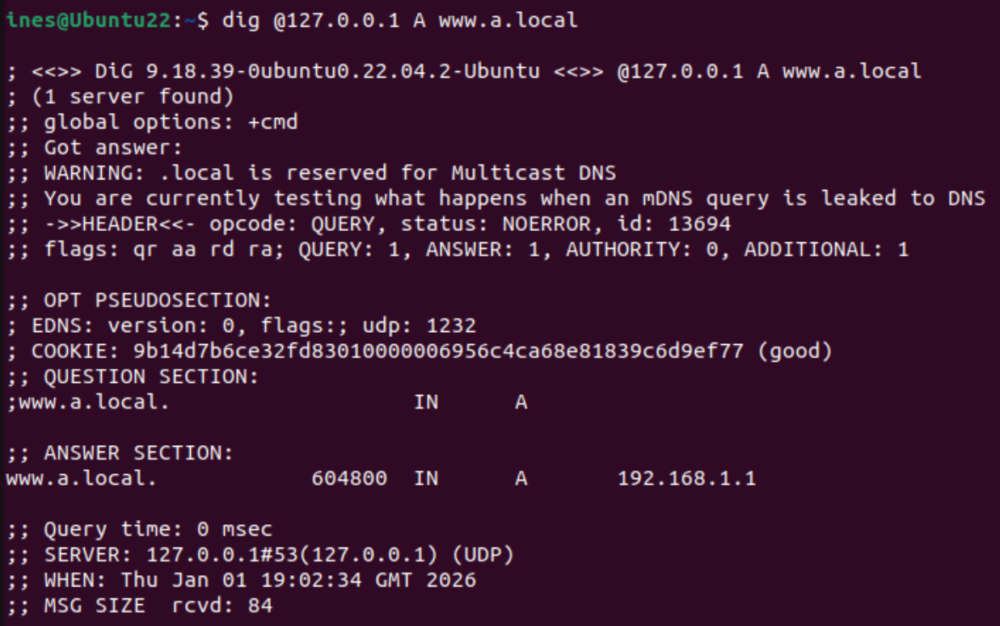 ines@Ubuntu22:~$ dig @127.0.0.1 A www.a.local
; <<>> DiG 9.18.39-0ubuntu0.22.04.2-Ubuntu <<>> @127.0.0.1 A www.a.local
; (1 server found)
;; global options: +cmd
;; Got answer:
;; WARNING: .local is reserved for Multicast DNS
;; You are currently testing what happens when an mDNS query is leaked to DNS
;; ->>HEADER<<- opcode: QUERY, status: NOERROR, id: 13694
;; flags: qr aa rd ra; QUERY: 1, ANSWER: 1, AUTHORITY: 0, ADDITIONAL: 1
;; OPT PSEUDOSECTION:
; EDNS: version: 0, flags:; udp: 1232
; COOKIE: 9b14d7b6ce32fd83010000006956c4ca68e81839c6d9ef77 (good)
;; QUESTION SECTION:
;www.a.local. IN A
;; ANSWER SECTION:
www.a.local. 604800 IN A 192.168.1.1
;; Query time: 0 msec
;; SERVER: 127.0.0.1#53(127.0.0.1) (UDP)
;; WHEN: Thu Jan 01 19:02:34 GMT 2026
;; MSG SIZE rcvd: 84